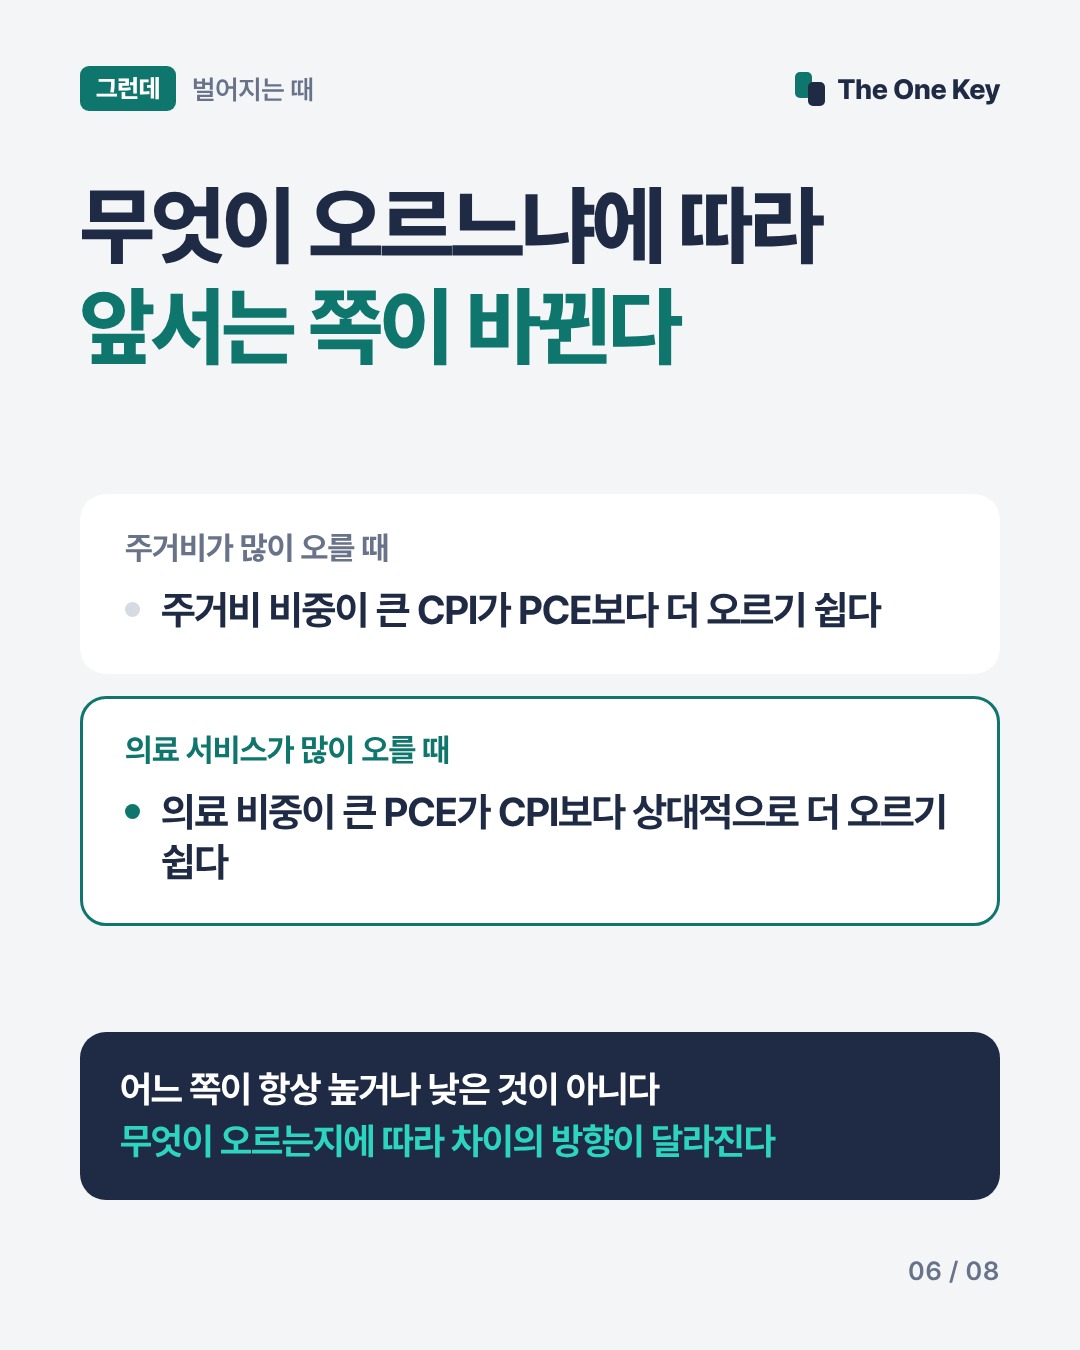 그런데 벌어지는 때
The One Key
무엇이 오르느냐에 따라
앞서는 쪽이 바뀐다
주거비가 많이 오를 때
주거비 비중이 큰 CPI가 PCE보다 더 오르기 쉽다
의료 서비스가 많이 오를 때
의료 비중이 큰 PCE가 CPI보다 상대적으로 더 오르기
쉽다
어느 쪽이 항상 높거나 낮은 것이 아니다
무엇이 오르는지에 따라 차이의 방향이 달라진다
06 / 08